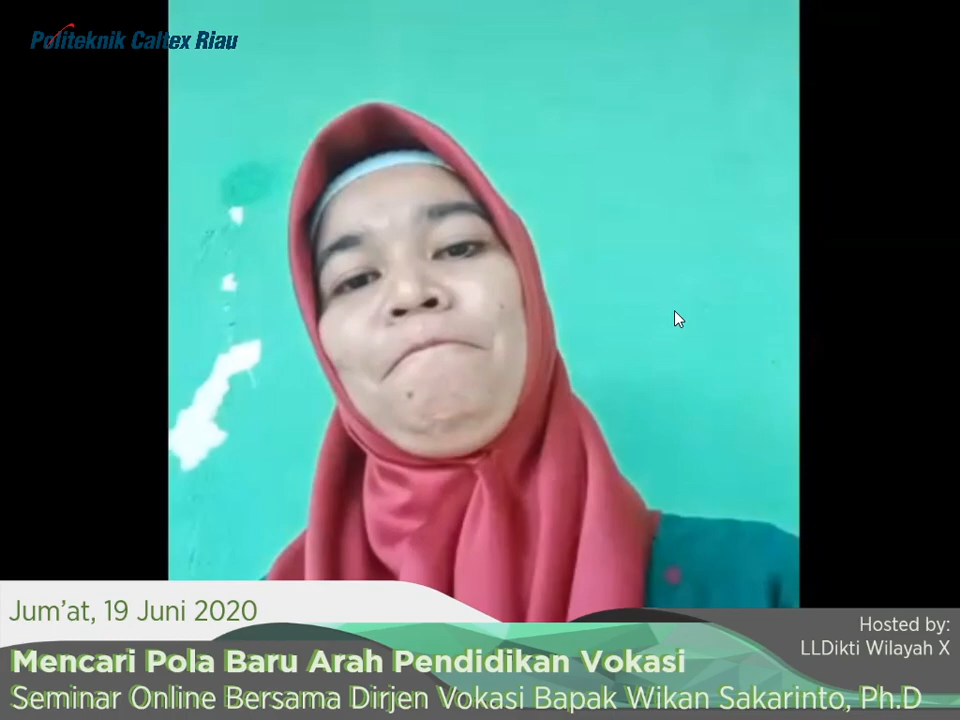 Politeknik Caltex Riau
Jum'at, 19 Juni 2020
Hosted by:
LLDikti Wilayah X
Mencari Pola Baru Arah Pendidikan Vokasi
Seminar Online Bersama Dirjen Vokasi Bapak Wikan Sakarinto, Ph.D